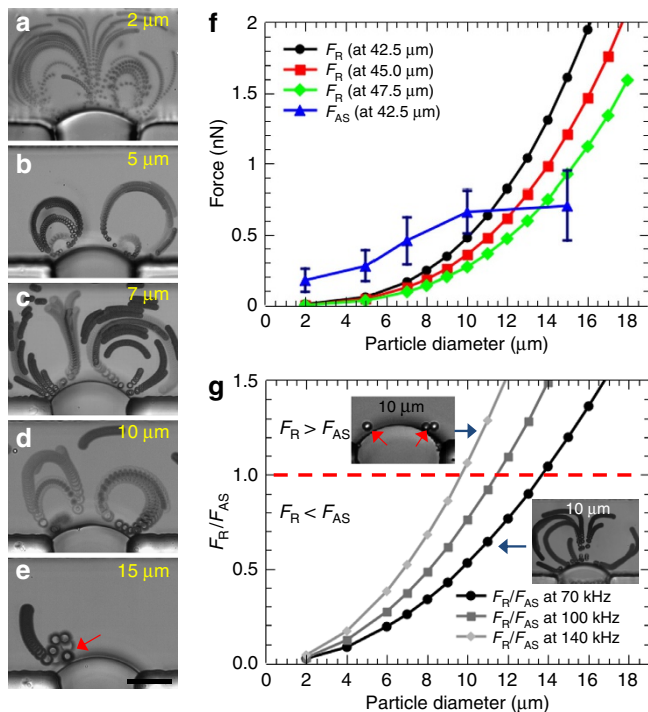 a
2 μm
b
5 μm
c
7 μm
d
10 μm
e
15 μm
f
2
1.5
1
0.5
0
Force (nN)
F_R (at 42.5 μm)
F_R (at 45.0 μm)
F_R (at 47.5 μm)
F_AS (at 42.5 μm)
0 2 4 6 8 10 12 14 16 18
Particle diameter (μm)
g
1.5
1.0
0.5
0.0
F_R/F_AS
F_R > F_AS
F_R < F_AS
10 μm
10 μm
F_R/F_AS at 70 kHz
F_R/F_AS at 100 kHz
F_R/F_AS at 140 kHz
0 2 4 6 8 10 12 14 16 18
Particle diameter (μm)